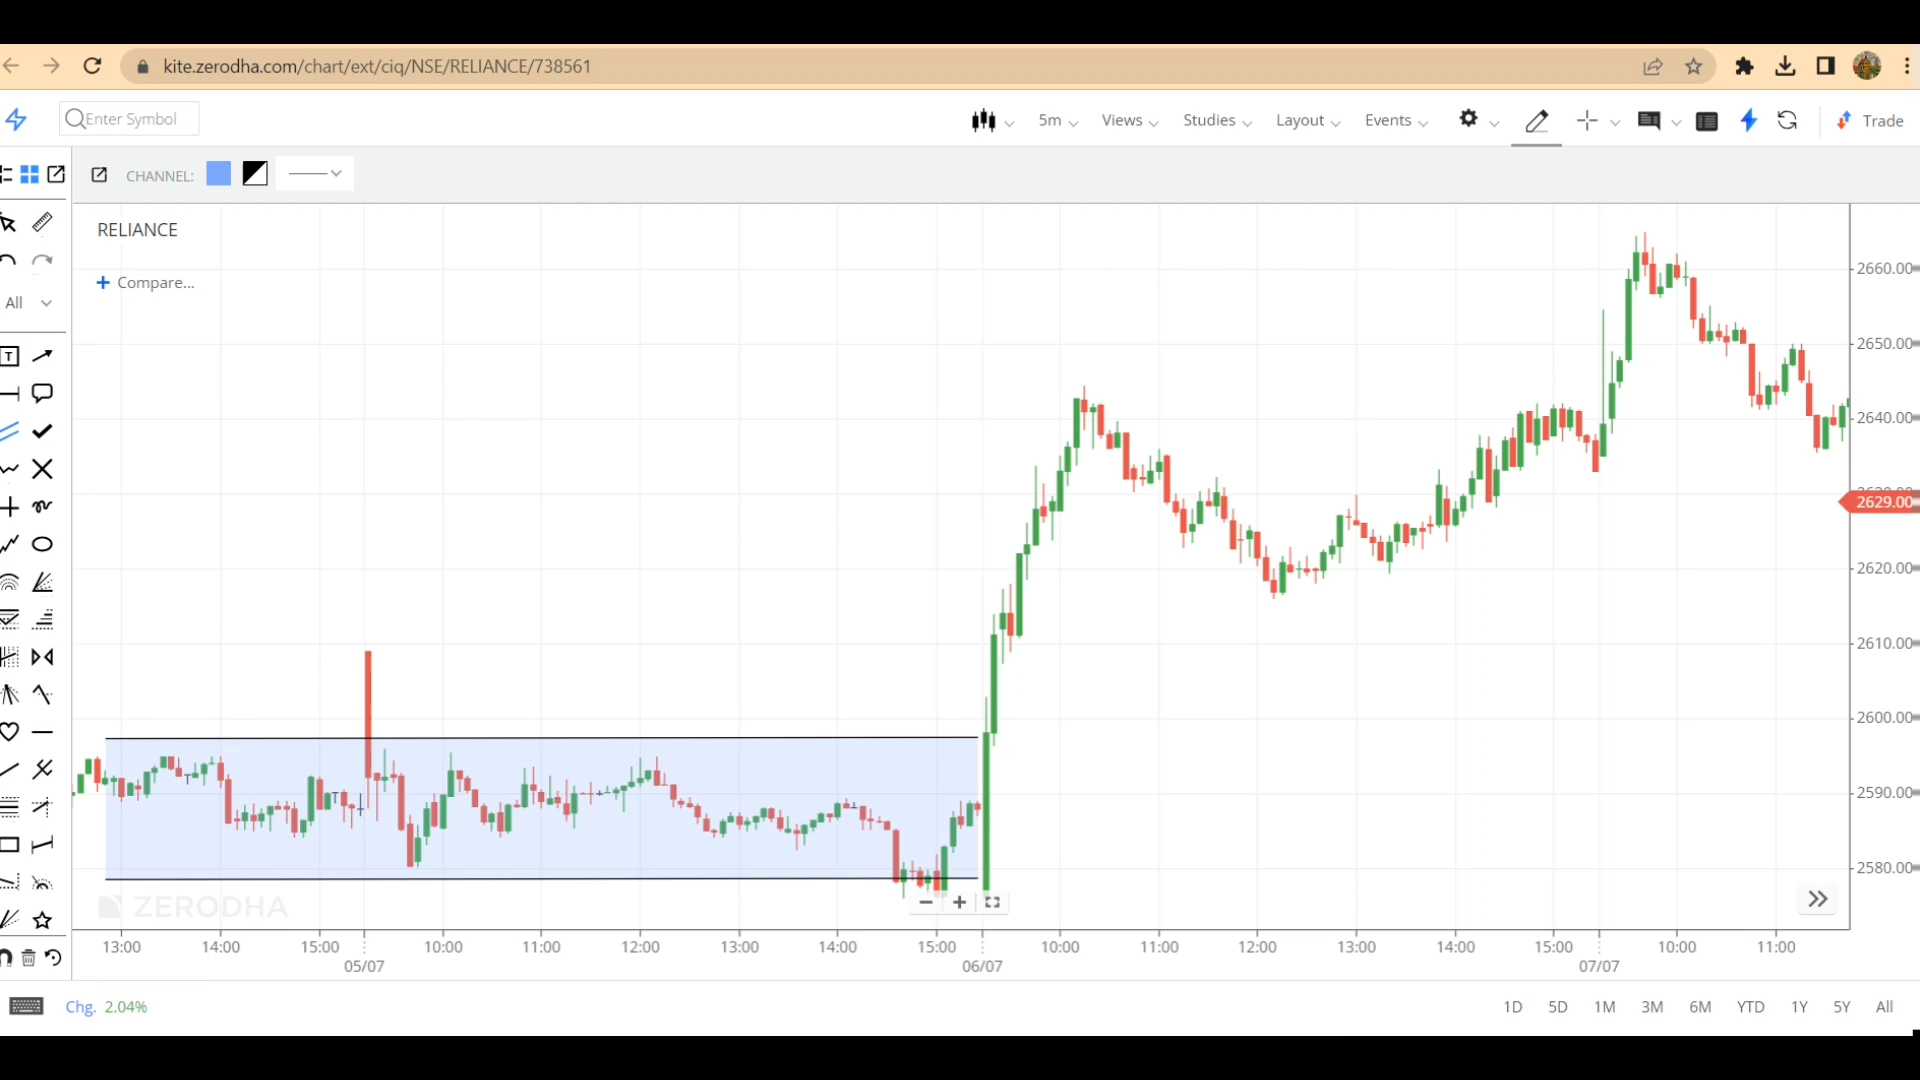 kite.zerodha.com/chart/ext/ciq/NSE/RELIANCE/738561
Enter Symbol
5m Views Studies Layout Events Trade
CHANNEL:
RELIANCE
+ Compare...
All
T
2660.00
2650.00
2640.00
2629.00
2620.00
2610.00
2600.00
2590.00
2580.00
ZERODHA
13:00 14:00 15:00 10:00 11:00 12:00 13:00 14:00 15:00 10:00 11:00 12:00 13:00 14:00 15:00 10:00 11:00
05/07 06/07 07/07
Chg. 2.04% 1D 5D 1M 3M 6M YTD 1Y 5Y All